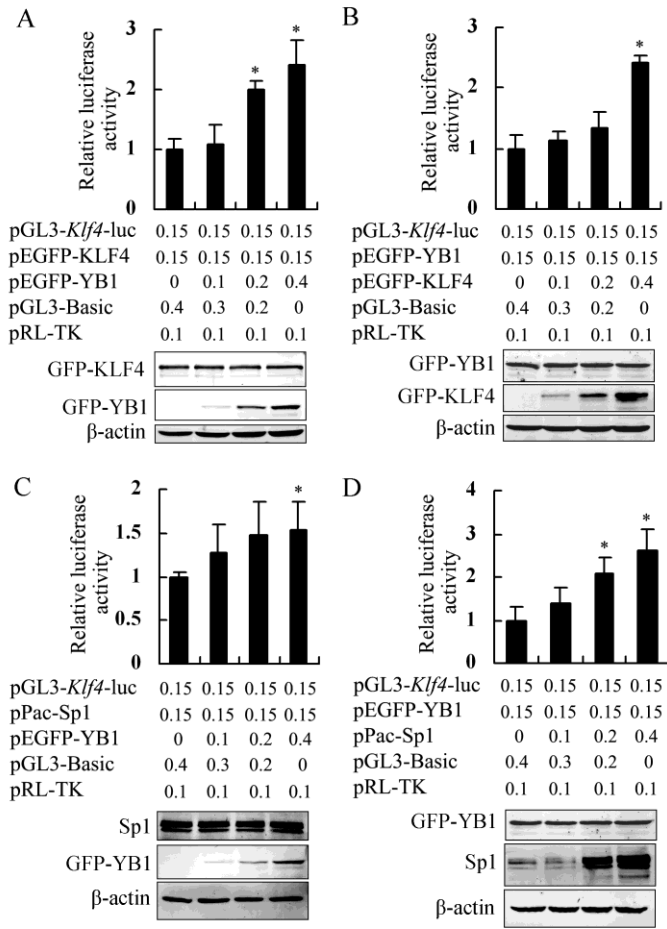 A
Relative luciferase
activity
3
2
1
0
*
*
pGL3-Klf4-luc 0.15 0.15 0.15 0.15
pEGFP-KLF4 0.15 0.15 0.15 0.15
pEGFP-YB1 0 0.1 0.2 0.4
pGL3-Basic 0.4 0.3 0.2 0
pRL-TK 0.1 0.1 0.1 0.1
GFP-KLF4
GFP-YB1
β-actin
B
Relative luciferase
activity
3
2
1
0
*
pGL3-Klf4-luc 0.15 0.15 0.15 0.15
pEGFP-YB1 0.15 0.15 0.15 0.15
pEGFP-KLF4 0 0.1 0.2 0.4
pGL3-Basic 0.4 0.3 0.2 0
pRL-TK 0.1 0.1 0.1 0.1
GFP-YB1
GFP-KLF4
β-actin
C
Relative luciferase
activity
2
1.5
1
0.5
0
*
pGL3-Klf4-luc 0.15 0.15 0.15 0.15
pPac-Sp1 0.15 0.15 0.15 0.15
pEGFP-YB1 0 0.1 0.2 0.4
pGL3-Basic 0.4 0.3 0.2 0
pRL-TK 0.1 0.1 0.1 0.1
Sp1
GFP-YB1
β-actin
D
Relative luciferase
activity
4
3
2
1
0
*
*
pGL3-Klf4-luc 0.15 0.15 0.15 0.15
pEGFP-YB1 0.15 0.15 0.15 0.15
pPac-Sp1 0 0.1 0.2 0.4
pGL3-Basic 0.4 0.3 0.2 0
pRL-TK 0.1 0.1 0.1 0.1
GFP-YB1
Sp1
β-actin